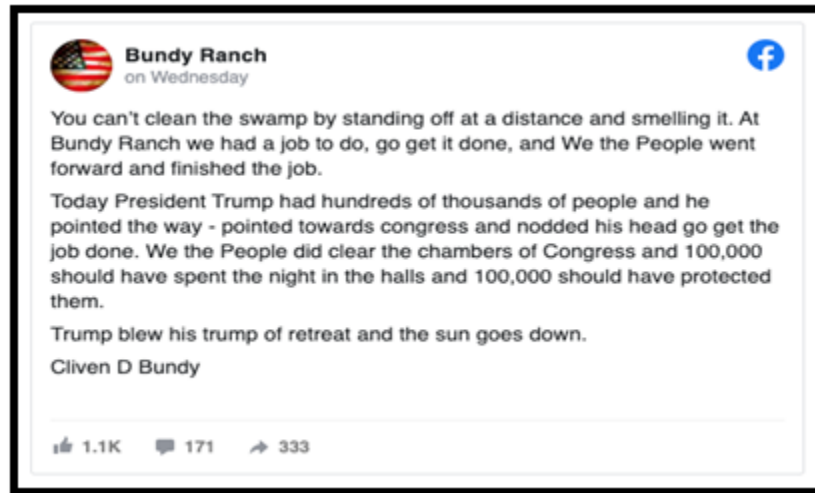 Bundy Ranch
on Wednesday
You can't clean the swamp by standing off at a distance and smelling it. At
Bundy Ranch we had a job to do, go get it done, and We the People went
forward and finished the job.
Today President Trump had hundreds of thousands of people and he
pointed the way - pointed towards congress and nodded his head go get the
job done. We the People did clear the chambers of Congress and 100,000
should have spent the night in the halls and 100,000 should have protected
them.
Trump blew his trump of retreat and the sun goes down.
Cliven D Bundy
1.1K 171 333